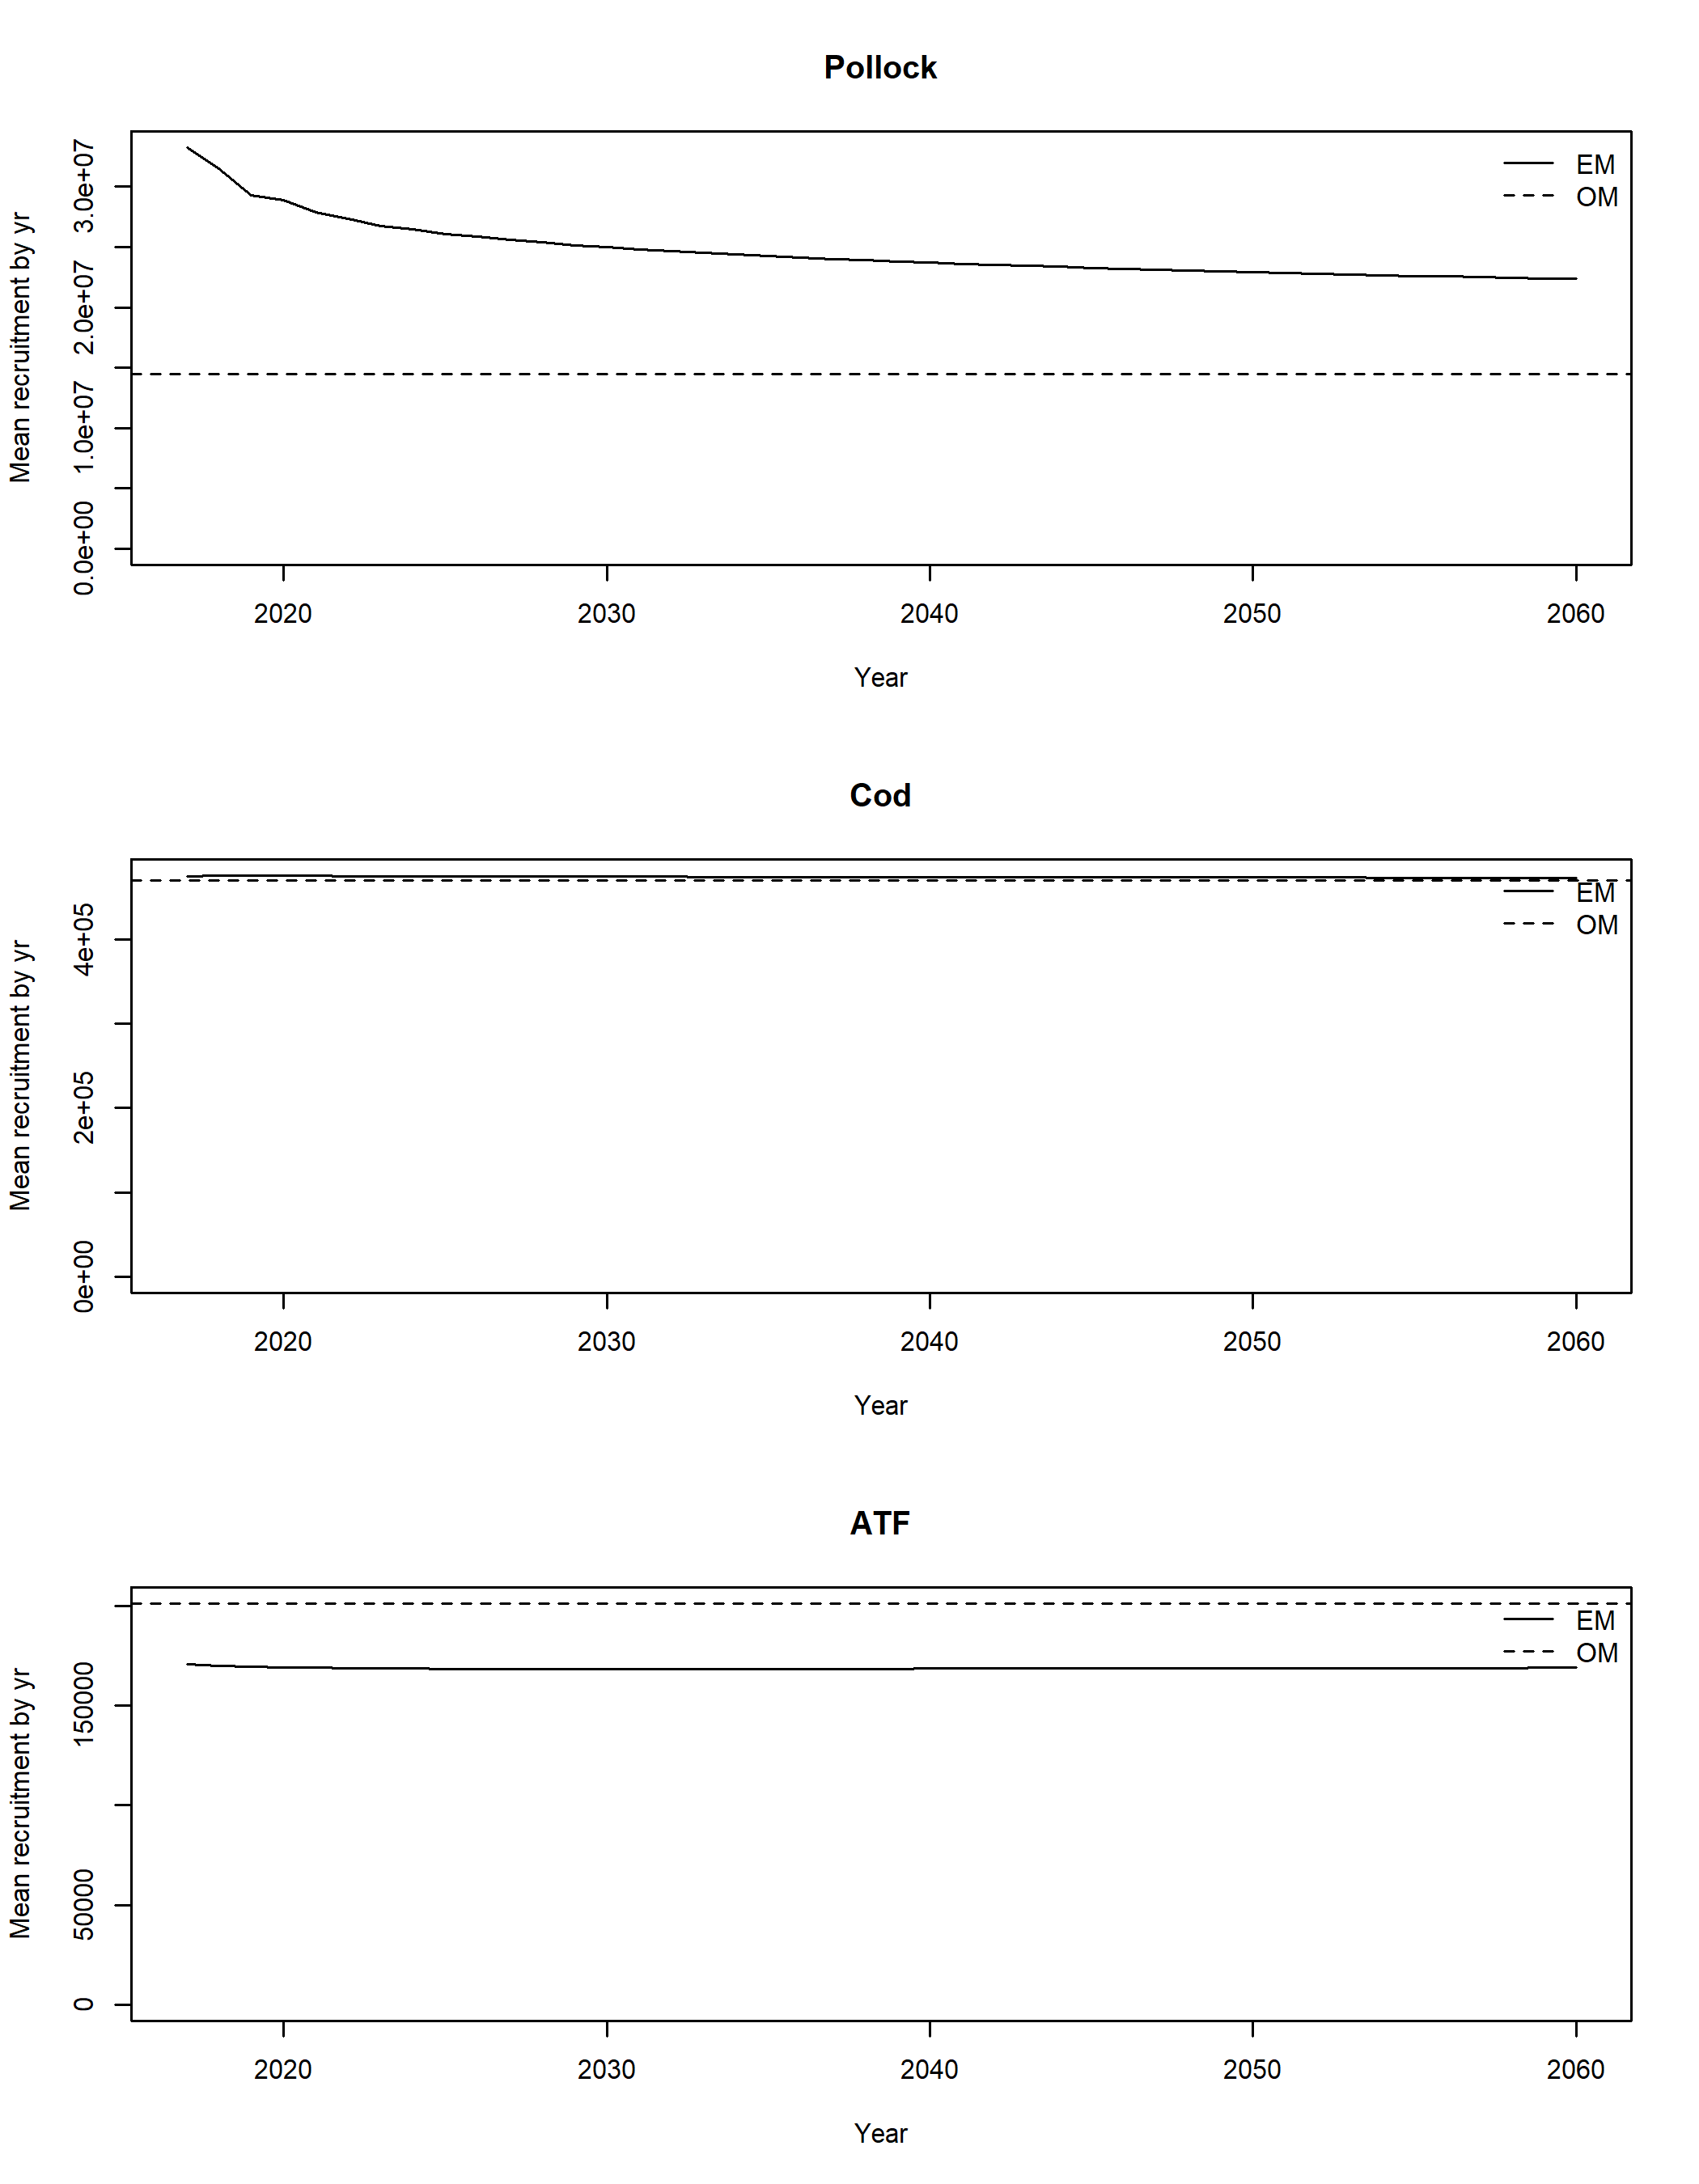 Pollock
Mean recruitment by yr
3.0e+07
2.0e+07
1.0e+07
0.0e+00
EM
OM
2020 2030 2040 2050 2060
Year
Cod
Mean recruitment by yr
4e+05
2e+05
0e+00
EM
OM
2020 2030 2040 2050 2060
Year
ATF
Mean recruitment by yr
150000
50000
0
EM
OM
2020 2030 2040 2050 2060
Year